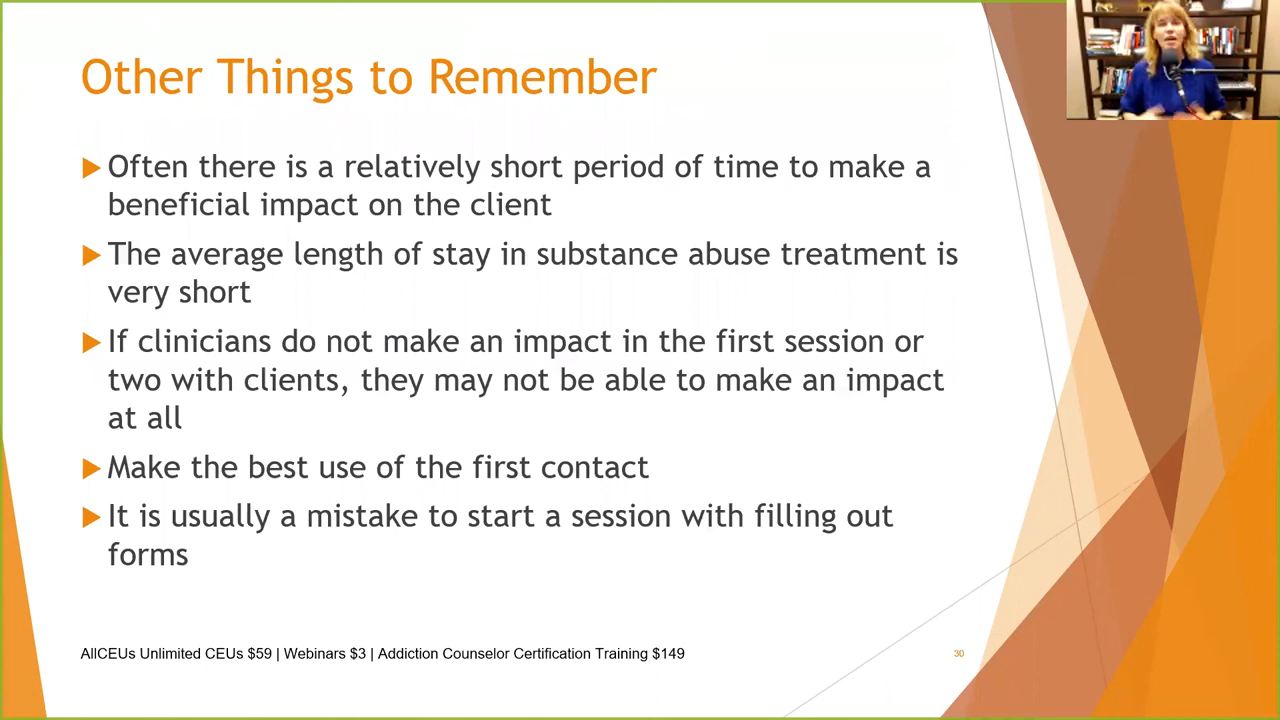 Other Things to Remember
Often there is a relatively short period of time to make a
beneficial impact on the client
The average length of stay in substance abuse treatment is
very short
If clinicians do not make an impact in the first session or
two with clients, they may not be able to make an impact
at all
Make the best use of the first contact
It is usually a mistake to start a session with filling out
forms
AllCEUs Unlimited CEUs $59 | Webinars $3 | Addiction Counselor Certification Training $149
30